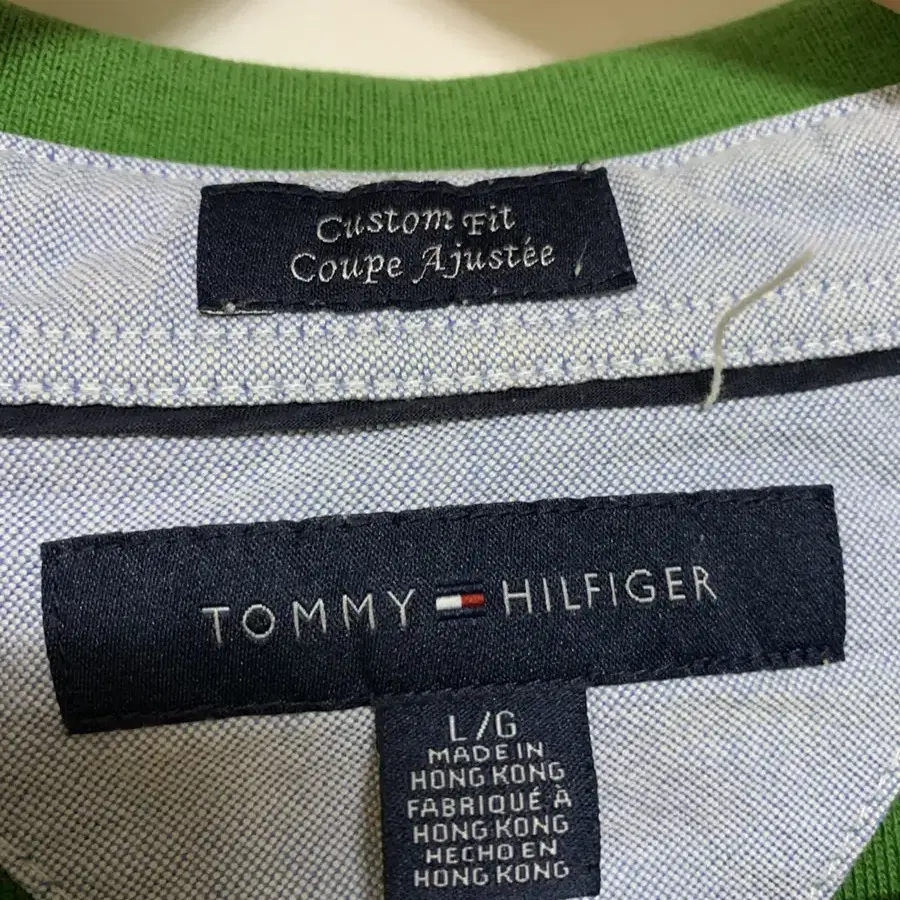 Custom Fit
Coupe Ajustée
TOMMY HILFIGER
L/G
MADE IN
HONG KONG
FABRIQUÉ À
HONG KONG
HECHO EN
HONG KONG